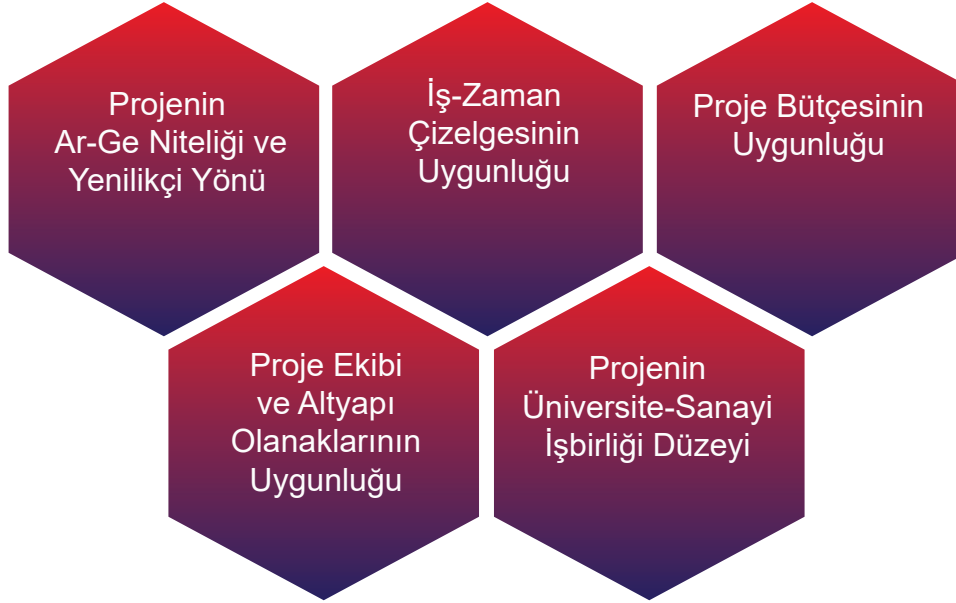 Projenin
Ar-Ge Niteliği ve
Yenilikçi Yönü
İş-Zaman
Çizelgesinin
Uygunluğu
Proje Bütçesinin
Uygunluğu
Proje Ekibi
ve Altyapı
Olanaklarının
Uygunluğu
Projenin
Üniversite-Sanayi
İşbirliği Düzeyi